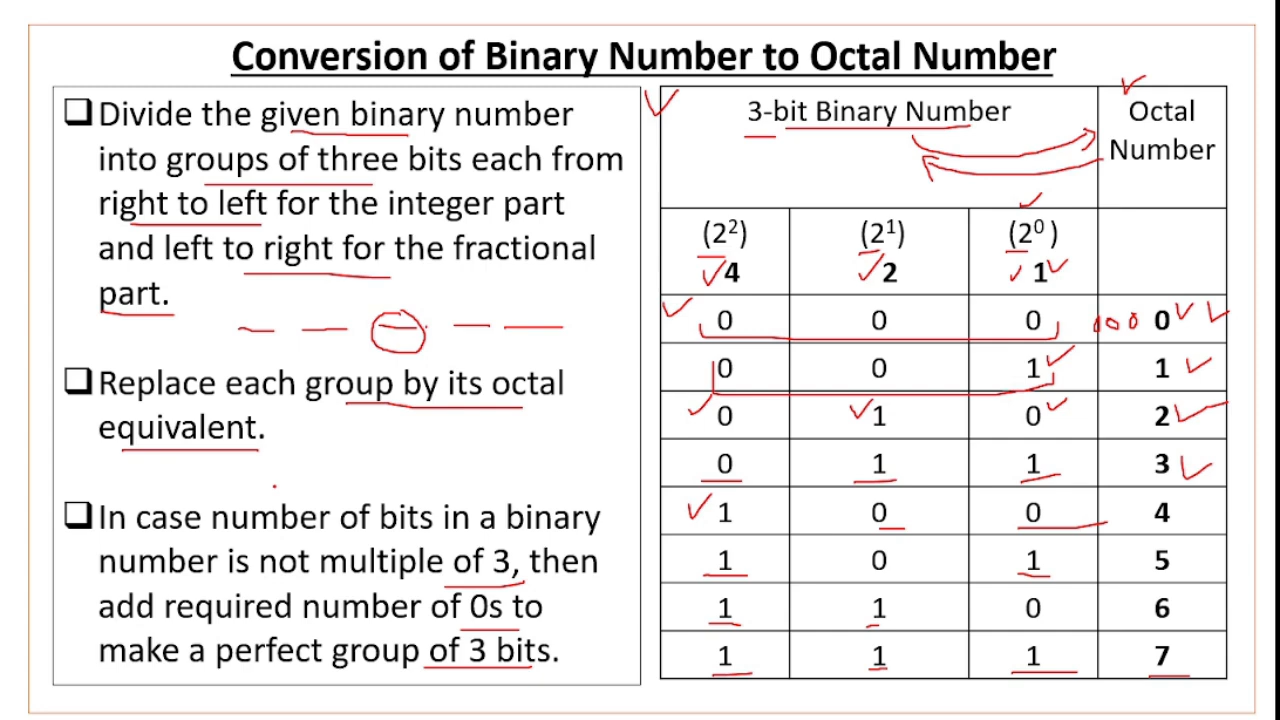 Conversion of Binary Number to Octal Number
❑ Divide the given binary number
into groups of three bits each from
right to left for the integer part
and left to right for the fractional
part.
❑ Replace each group by its octal
equivalent.
❑ In case number of bits in a binary
number is not multiple of 3, then
add required number of 0s to
make a perfect group of 3 bits.
3-bit Binary Number Octal
Number
(2²) (2¹) (2⁰)
4 2 1
0 0 0 000 0
0 0 1 1
0 1 0 2
0 1 1 3
1 0 0 4
1 0 1 5
1 1 0 6
1 1 1 7